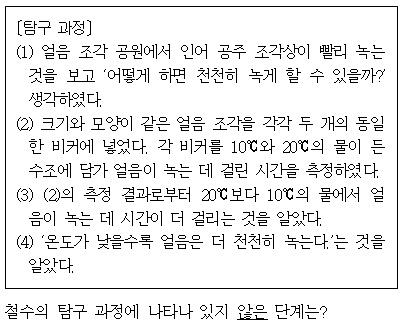 [탐구 과정]
(1) 얼음 조각 공원에서 인어 공주 조각상이 빨리 녹는
것을 보고 '어떻게 하면 천천히 녹게 할 수 있을까?'
생각하였다.
(2) 크기와 모양이 같은 얼음 조각을 각각 두 개의 동일
한 비커에 넣었다. 각 비커를 10℃와 20℃의 물이 든
수조에 담가 얼음이 녹는 데 걸린 시간을 측정하였다.
(3) (2)의 측정 결과로부터 20℃보다 10℃의 물에서 얼
음이 녹는 데 시간이 더 걸리는 것을 알았다.
(4) '온도가 낮을수록 얼음은 더 천천히 녹는다.'는 것을
알았다.
철수의 탐구 과정에 나타나 있지 않은 단계는?